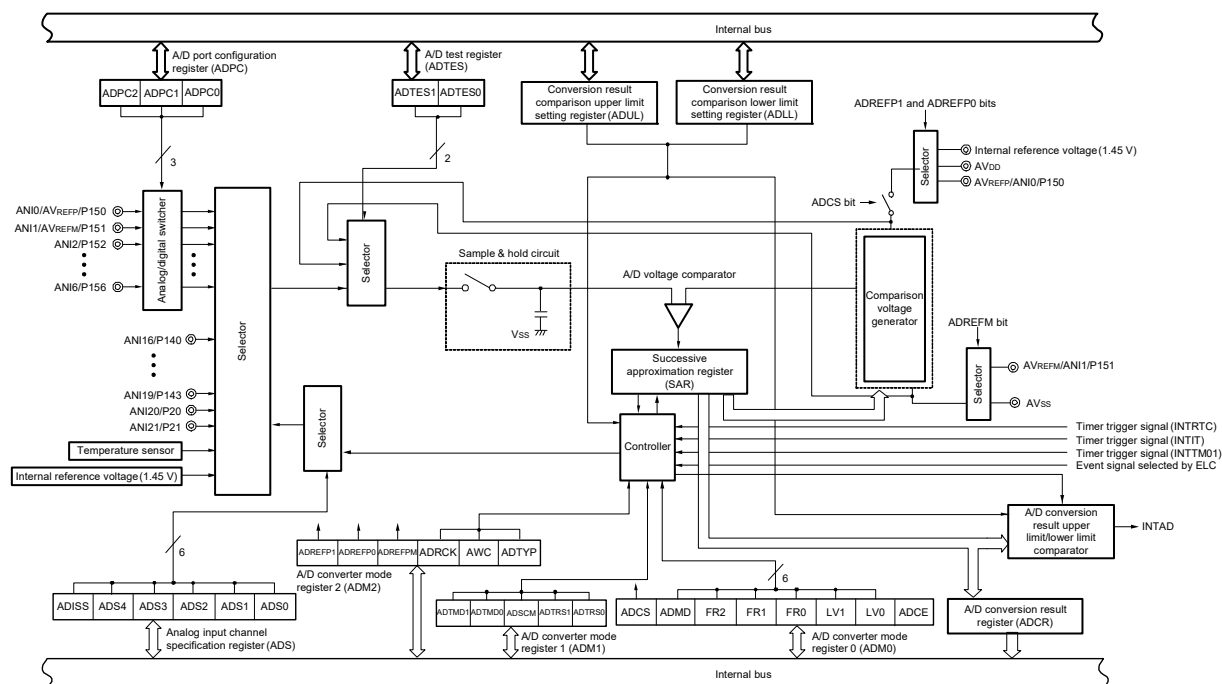 Internal bus
A/D port configuration
register (ADPC)
A/D test register
(ADTES)
ADPC2 ADPC1 ADPC0
ADTES1 ADTES0
Conversion result
comparison upper limit
setting register (ADUL)
Conversion result
comparison lower limit
setting register (ADLL)
ADREFP1 and ADREFP0 bits
Selector
Internal reference voltage (1.45 V)
AVDD
AVREFP/ANI0/P150
3
2
ADCS bit
ANI0/AVREFP/P150
ANI1/AVREFM/P151
ANI2/P152
ANI6/P156
Analog/digital switcher
Selector
Selector
Sample & hold circuit
Vss
A/D voltage comparator
Comparison
voltage
generator
ADREFM bit
Selector
AVREFM/ANI1/P151
AVss
ANI16/P140
ANI19/P143
ANI20/P20
ANI21/P21
Temperature sensor
Internal reference voltage (1.45 V)
Selector
Successive
approximation register
(SAR)
Controller
Timer trigger signal (INTRTC)
Timer trigger signal (INTIT)
Timer trigger signal (INTTM01)
Event signal selected by ELC
A/D conversion
result upper
limit/lower limit
comparator
INTAD
6
ADREFP1 ADREFP0 ADREFPM ADRCK AWC ADTYP
A/D converter mode
register 2 (ADM2)
6
ADISS ADS4 ADS3 ADS2 ADS1 ADS0
Analog input channel
specification register (ADS)
ADTMD1 ADTMD0 ADSCM ADTRS1 ADTRS0
A/D converter mode
register 1 (ADM1)
ADCS ADMD FR2 FR1 FR0 LV1 LV0 ADCE
A/D converter mode
register 0 (ADM0)
A/D conversion result
register (ADCR)
Internal bus